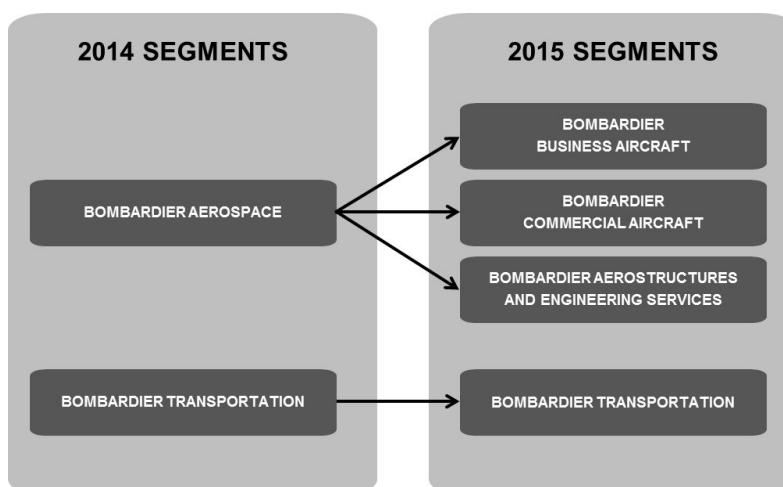 2014 SEGMENTS
BOMBARDIER AEROSPACE
BOMBARDIER TRANSPORTATION
2015 SEGMENTS
BOMBARDIER
BUSINESS AIRCRAFT
BOMBARDIER
COMMERCIAL AIRCRAFT
BOMBARDIER AEROSTRUCTURES
AND ENGINEERING SERVICES
BOMBARDIER TRANSPORTATION